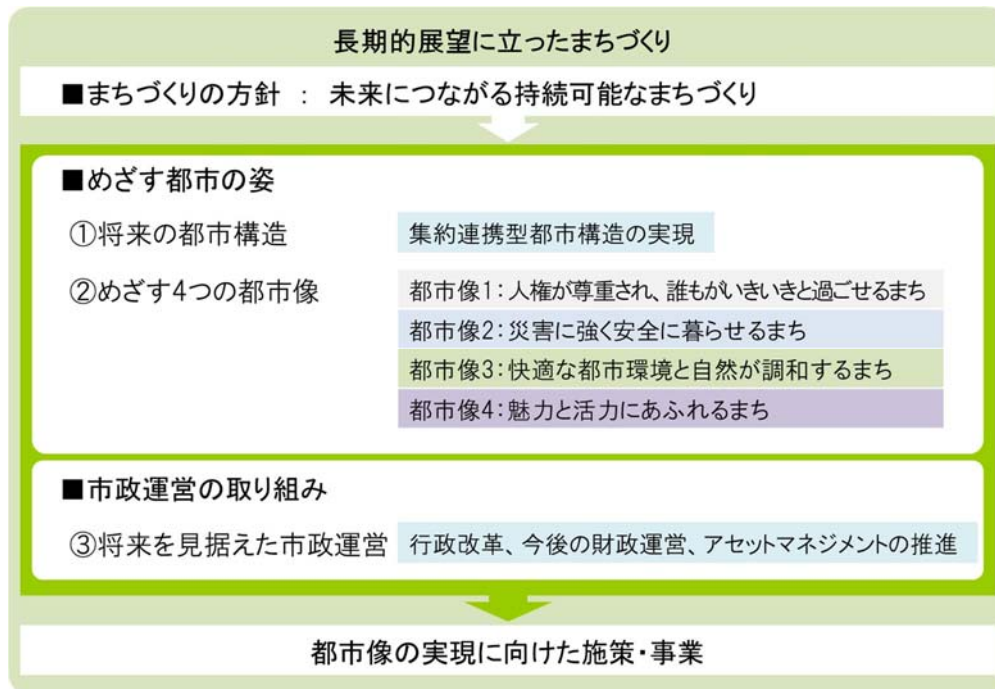 長期的展望に立ったまちづくり
■まちづくりの方針 ： 未来につながる持続可能なまちづくり
■めざす都市の姿
①将来の都市構造 集約連携型都市構造の実現
②めざす4つの都市像 都市像1：人権が尊重され、誰もがいきいきと過ごせるまち
都市像2：災害に強く安全に暮らせるまち
都市像3：快適な都市環境と自然が調和するまち
都市像4：魅力と活力にあふれるまち
■市政運営の取り組み
③将来を見据えた市政運営 行政改革、今後の財政運営、アセットマネジメントの推進
都市像の実現に向けた施策・事業